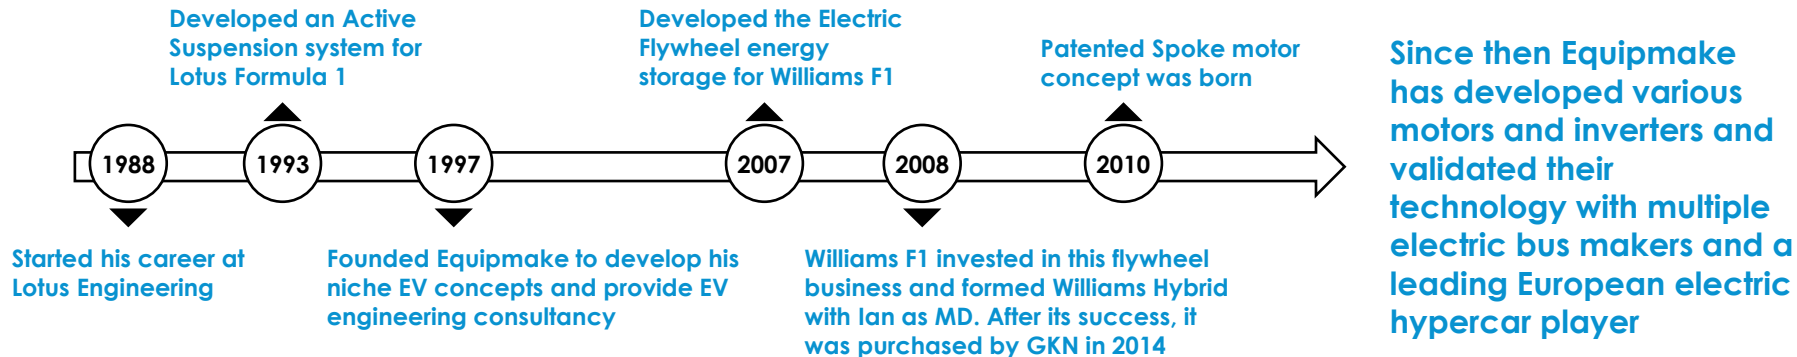 Developed an Active
Suspension system for
Lotus Formula 1
Developed the Electric
Flywheel energy
storage for Williams F1
Patented Spoke motor
concept was born
1988
1993
1997
2007
2008
2010
Started his career at
Lotus Engineering
Founded Equipmake to develop his
niche EV concepts and provide EV
engineering consultancy
Williams F1 invested in this flywheel
business and formed Williams Hybrid
with Ian as MD. After its success, it
was purchased by GKN in 2014
Since then Equipmake
has developed various
motors and inverters and
validated their
technology with multiple
electric bus makers and a
leading European electric
hypercar player